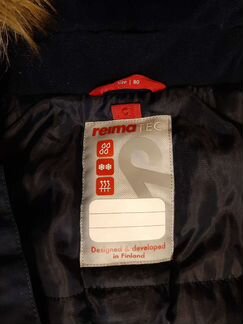 size | 80
reima TEC
Designed & developed
in Finland